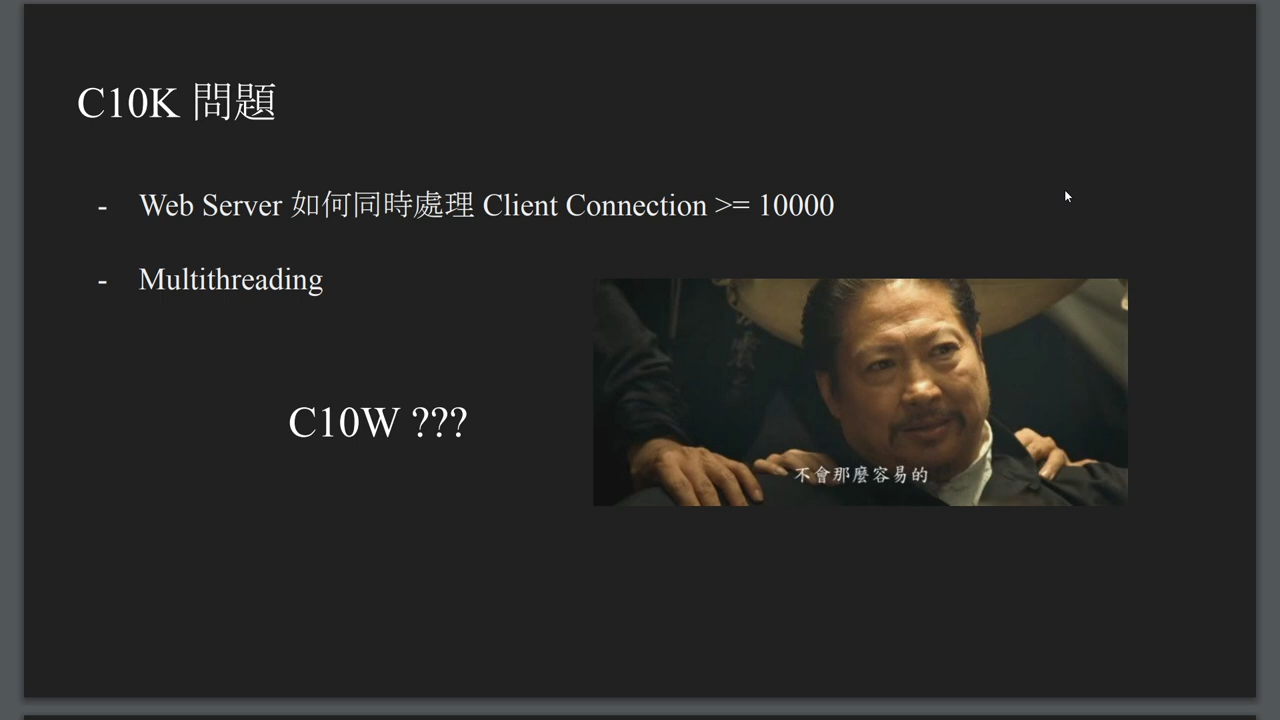 C10K 問題
- Web Server 如何同時處理 Client Connection >= 10000
- Multithreading
C10W ???
不會那麼容易的